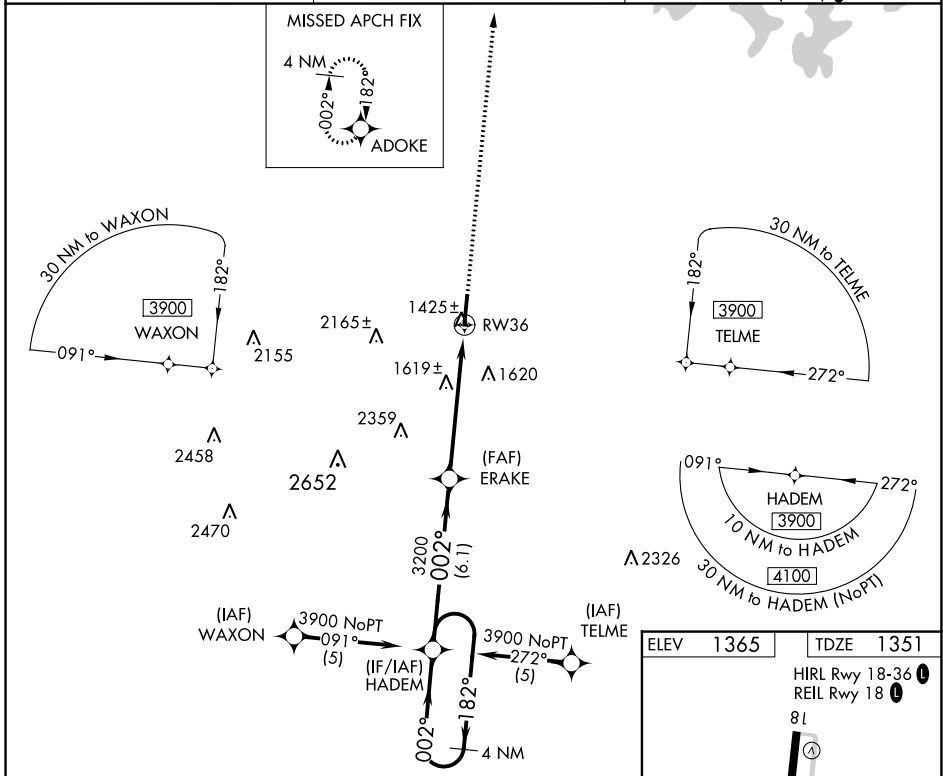 MISSED APCH FIX
4 NM
002°
182°
ADOKE
30 NM to WAXON
182°
3900
WAXON
091°
2155
2165±
1425±
RW36
1619±
1620
2359
2458
2652
2470
(FAF)
ERAKE
30 NM to TELME
182°
3900
TELME
272°
091°
272°
HADEM
3900
10 NM to HADEM
4100
30 NM to HADEM (NoPT)
2326
3200
002°
(6.1)
(IAF)
WAXON
3900 NoPT
091°
(5)
(IF/IAF)
HADEM
3900 NoPT
272°
(5)
(IAF)
TELME
002°
182°
4 NM
ELEV 1365
TDZE 1351
HIRL Rwy 18-36 L
REIL Rwy 18 L
18